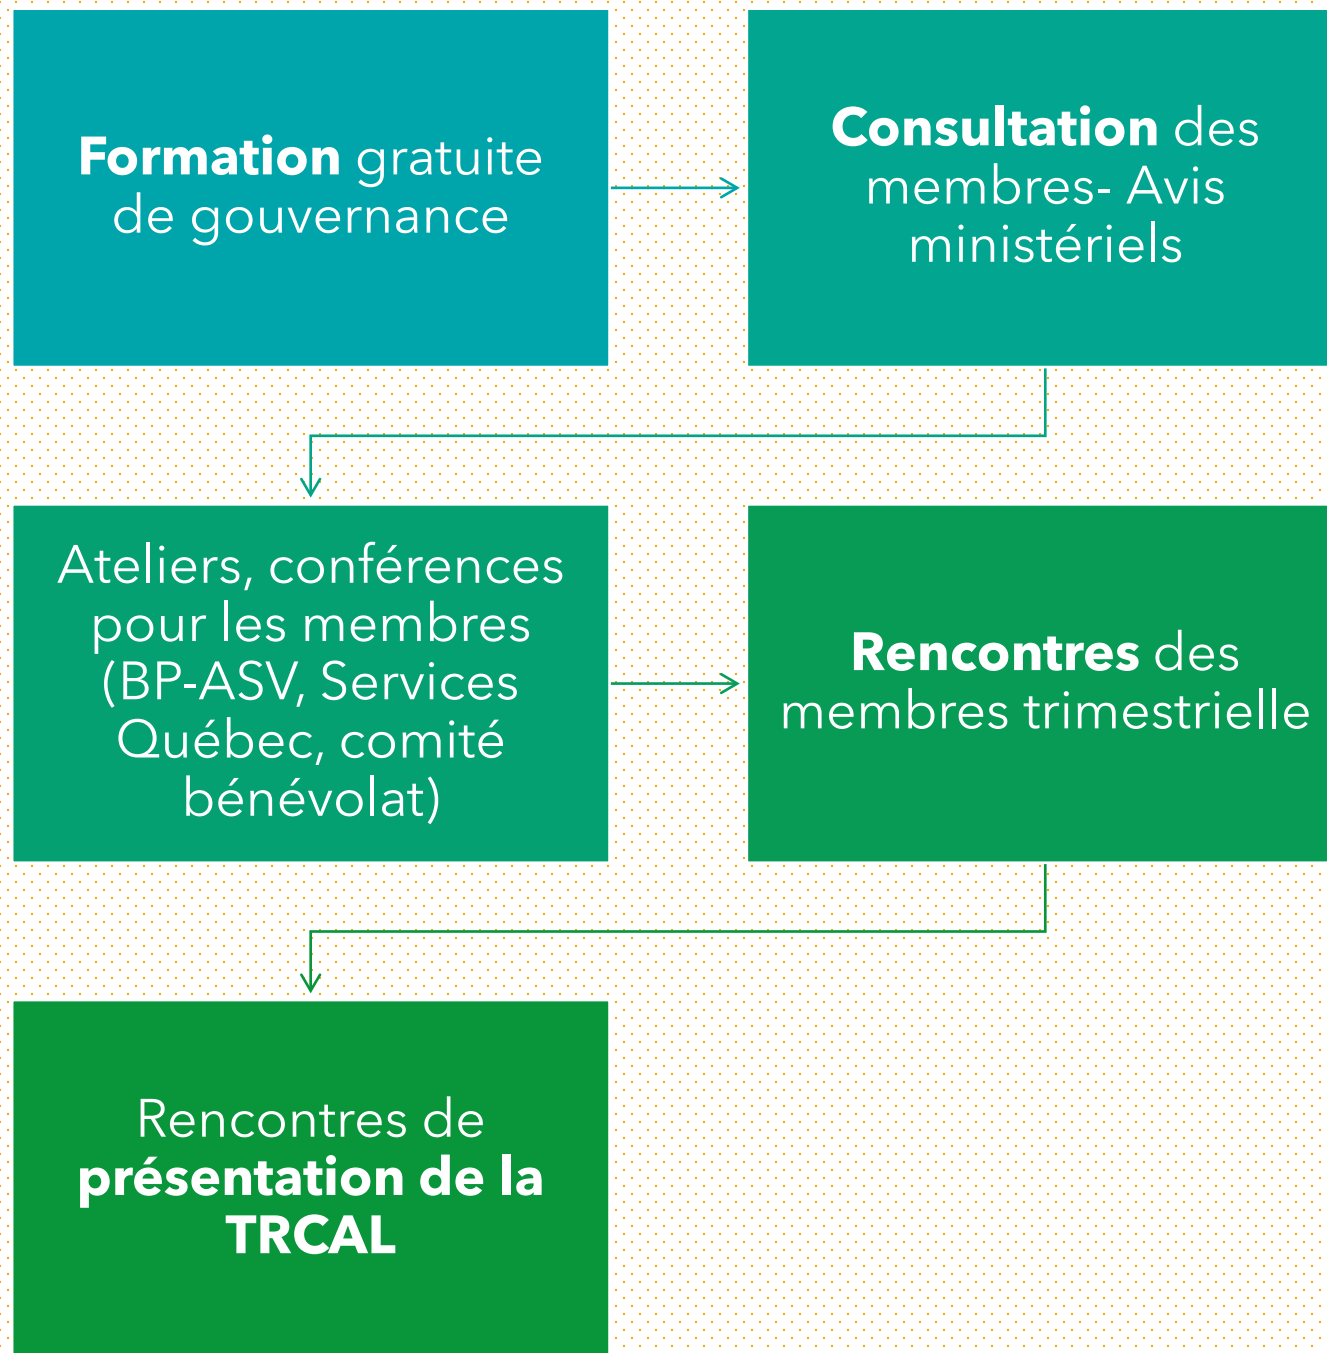 Formation gratuite
de gouvernance
Consultation des
membres- Avis
ministériels
Ateliers, conférences
pour les membres
(BP-ASV, Services
Québec, comité
bénévolat)
Rencontres des
membres trimestrielle
Rencontres de
présentation de la
TRCAL